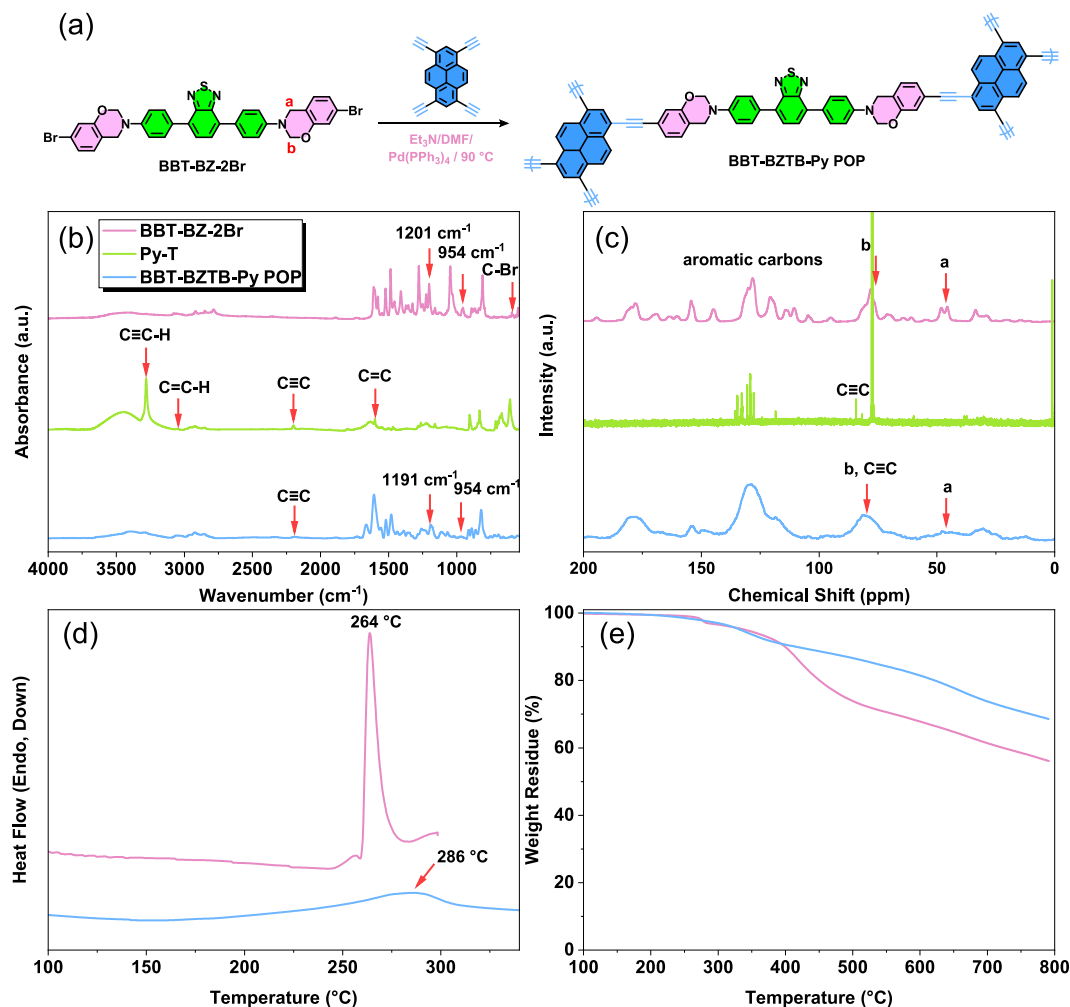 (a)
S
N
N
a
O
N
N
O
Br
Br
b
BBT-BZ-2Br
Et₃N/DMF/
Pd(PPh₃)₄ / 90 °C
S
N
N
O
N
N
O
BBT-BZTB-Py POP
(b)
BBT-BZ-2Br
Py-T
BBT-BZTB-Py POP
1201 cm⁻¹
954 cm⁻¹
C-Br
C≡C-H
C=C-H
C≡C
C=C
C≡C
1191 cm⁻¹
954 cm⁻¹
Absorbance (a.u.)
4000 3500 3000 2500 2000 1500 1000
Wavenumber (cm⁻¹)
(c)
aromatic carbons
b
a
C≡C
b, C≡C
a
Intensity (a.u.)
200 150 100 50 0
Chemical Shift (ppm)
(d)
264 °C
286 °C
Heat Flow (Endo, Down)
100 150 200 250 300
Temperature (°C)
(e)
Weight Residue (%)
100
80
60
40
20
0
100 200 300 400 500 600 700 800
Temperature (°C)